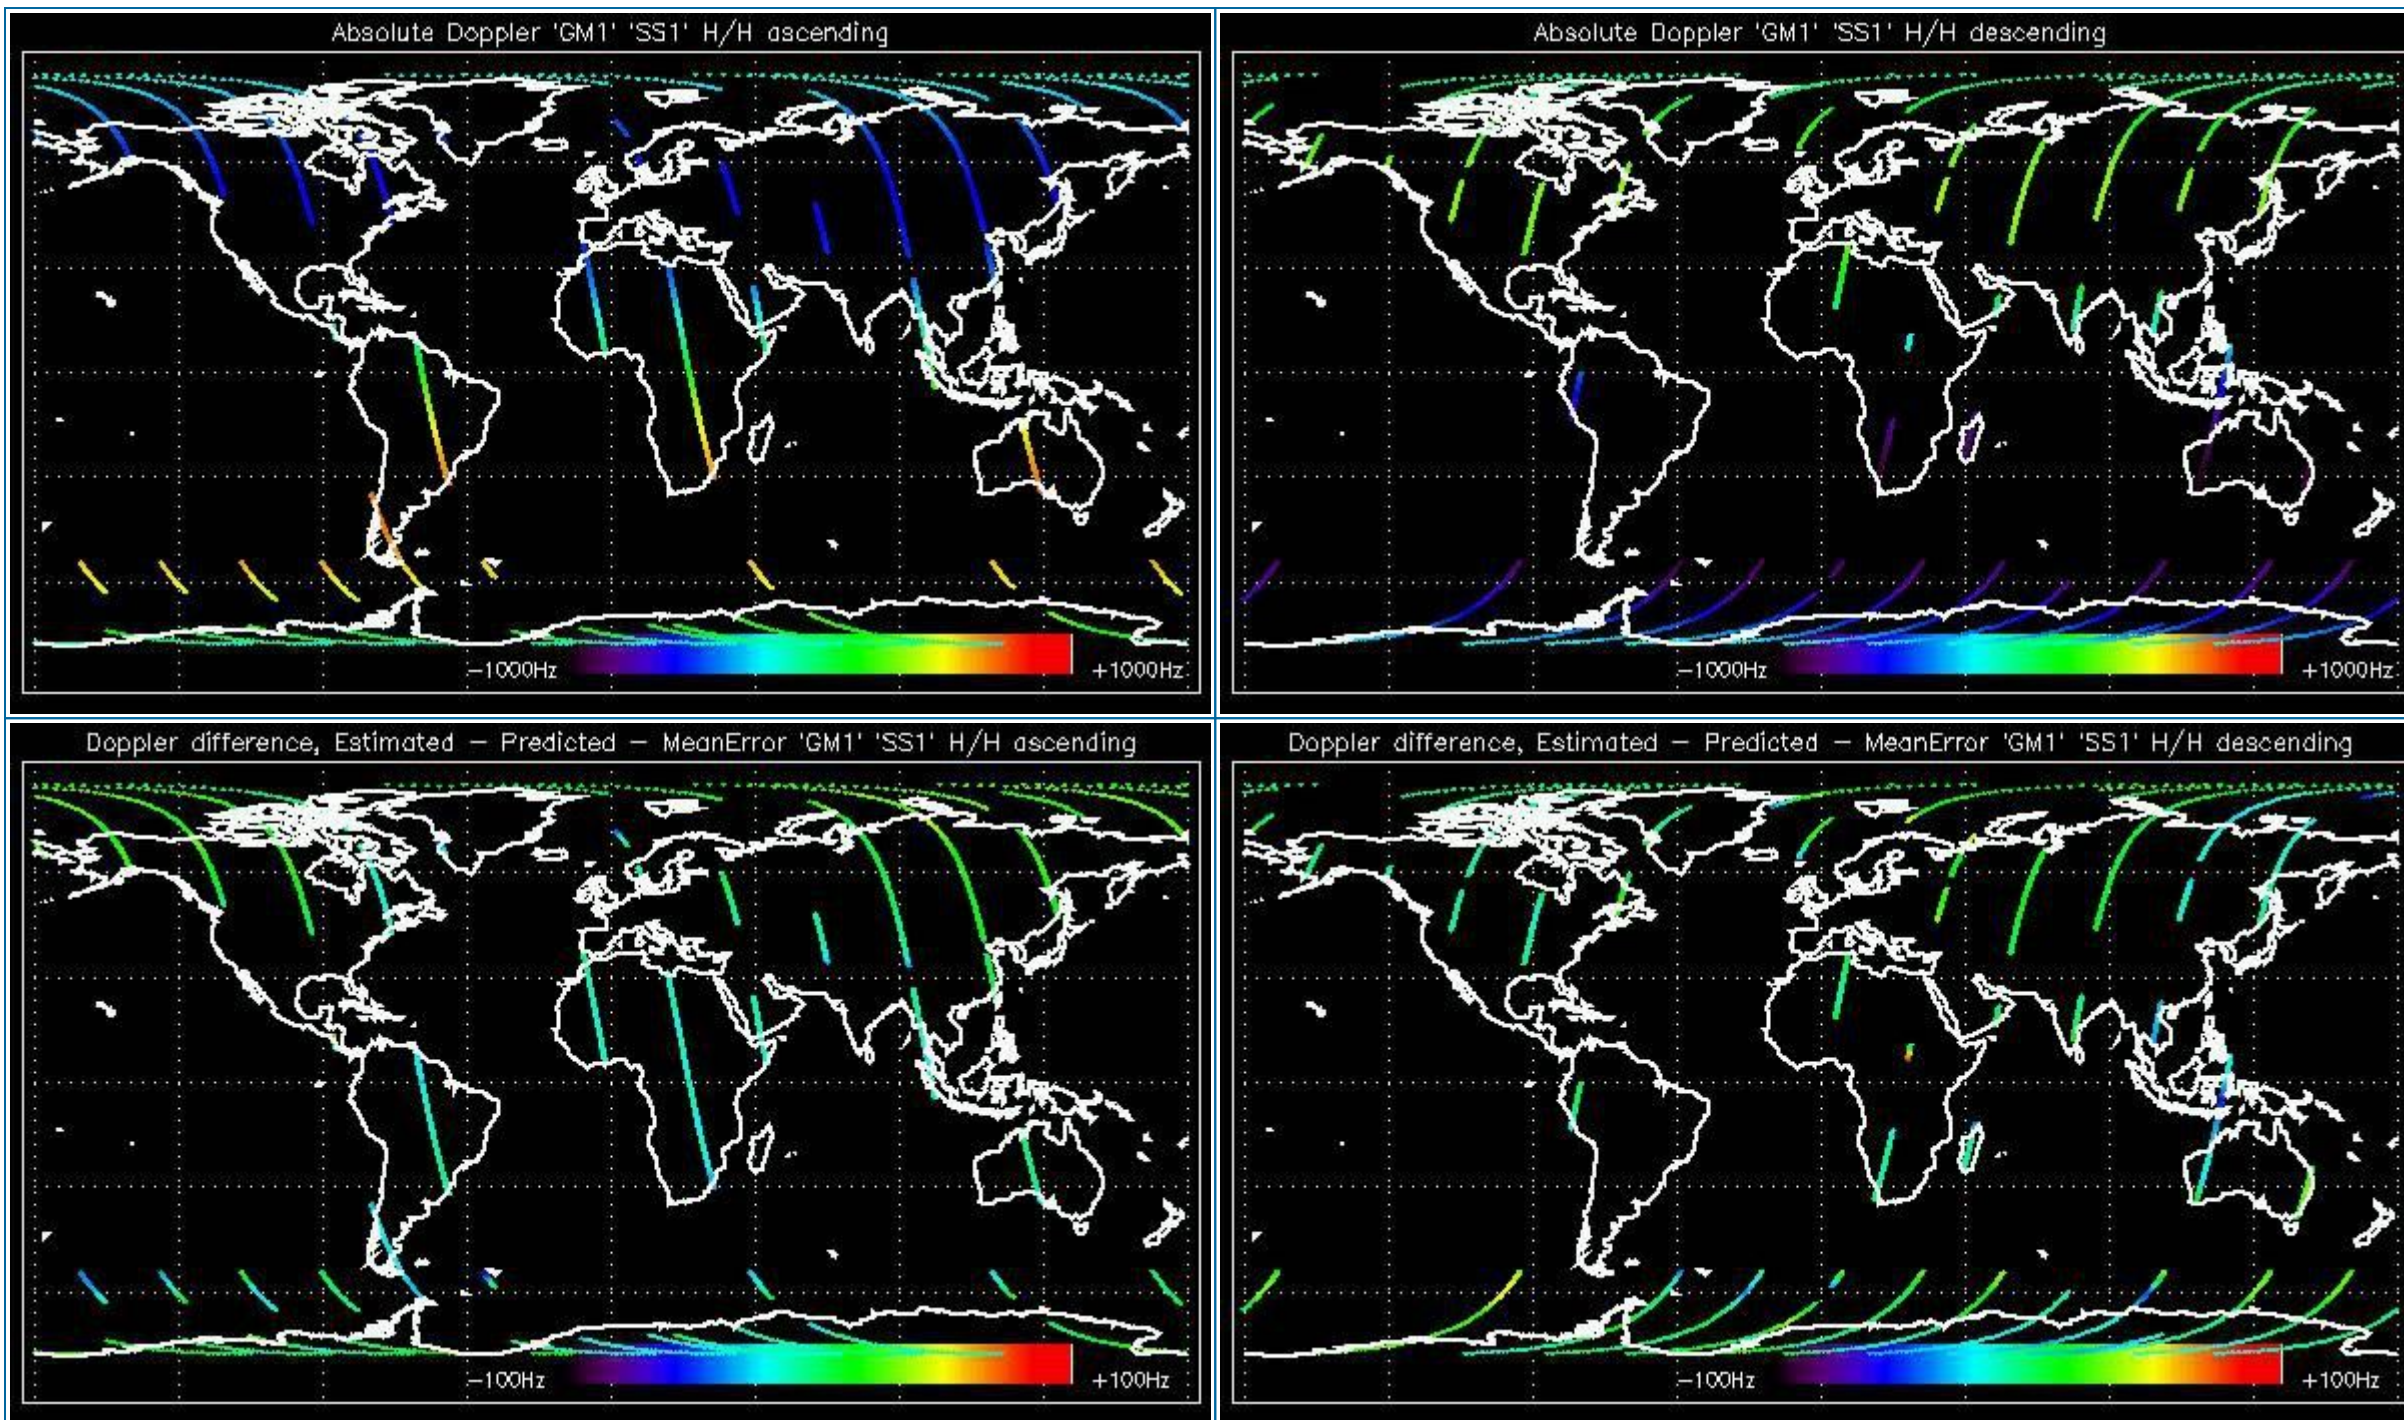 Absolute Doppler 'GM1' 'SS1' H/H ascending
-1000Hz
+1000Hz
Absolute Doppler 'GM1' 'SS1' H/H descending
-1000Hz
+1000Hz
Doppler difference, Estimated - Predicted - MeanError 'GM1' 'SS1' H/H ascending
-100Hz
+100Hz
Doppler difference, Estimated - Predicted - MeanError 'GM1' 'SS1' H/H descending
-100Hz
+100Hz